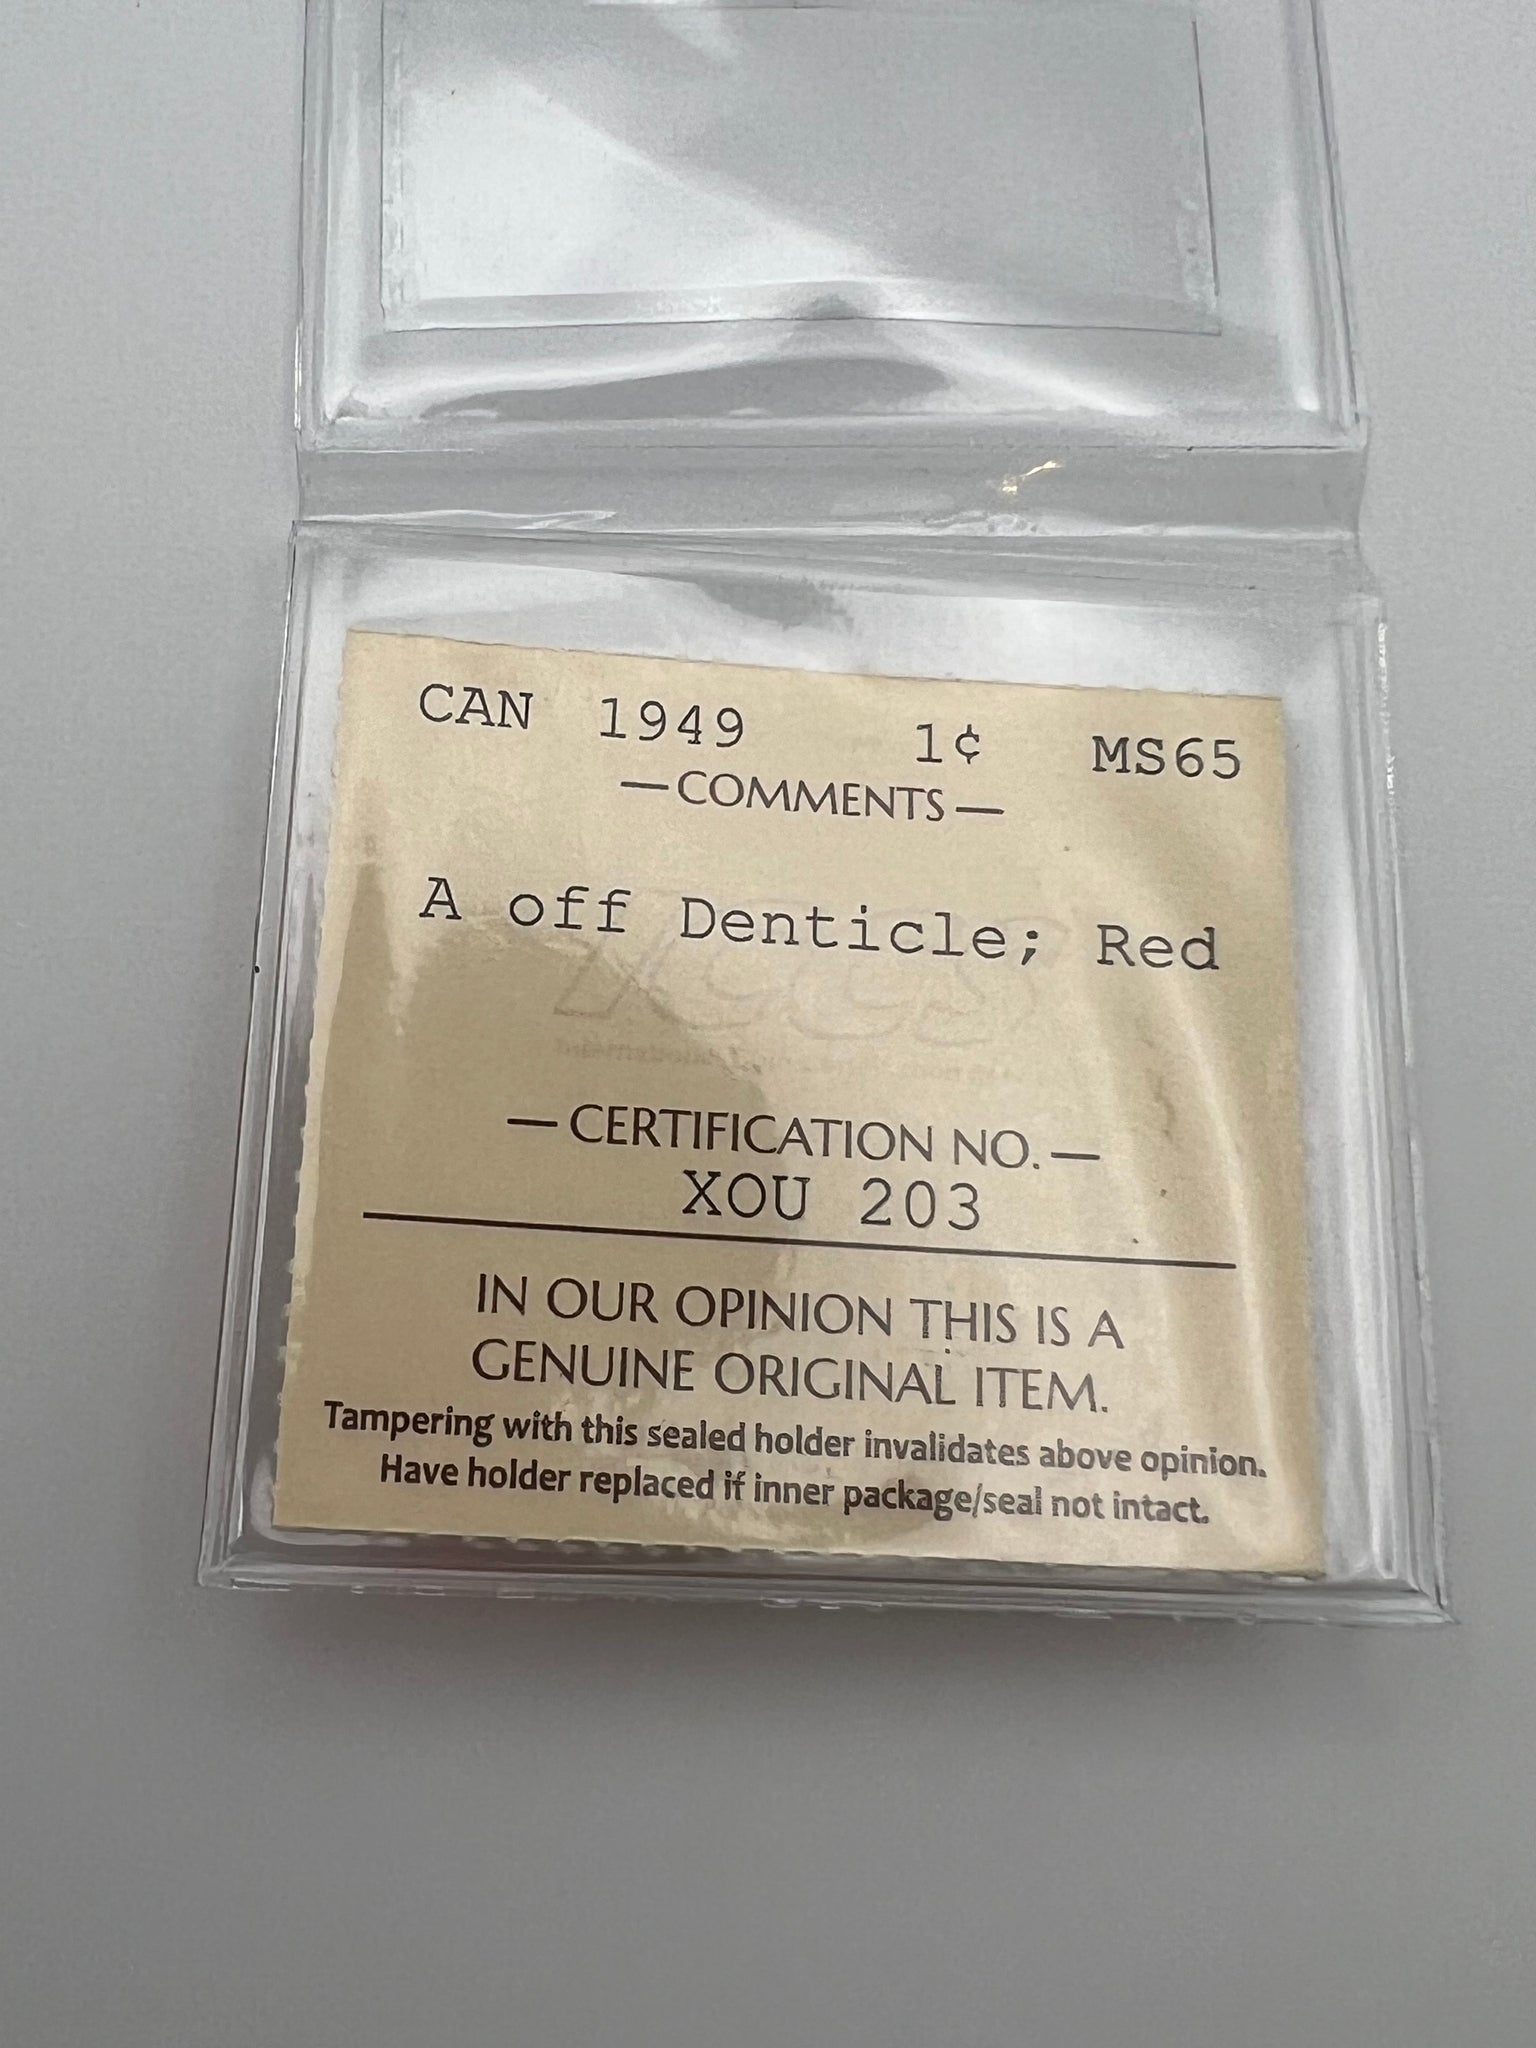 CAN 1949 1¢ MS65
—COMMENTS—
A off Denticle; Red
—CERTIFICATION NO.—
XOU 203
IN OUR OPINION THIS IS A
GENUINE ORIGINAL ITEM.
Tampering with this sealed holder invalidates above opinion.
Have holder replaced if inner package/seal not intact.